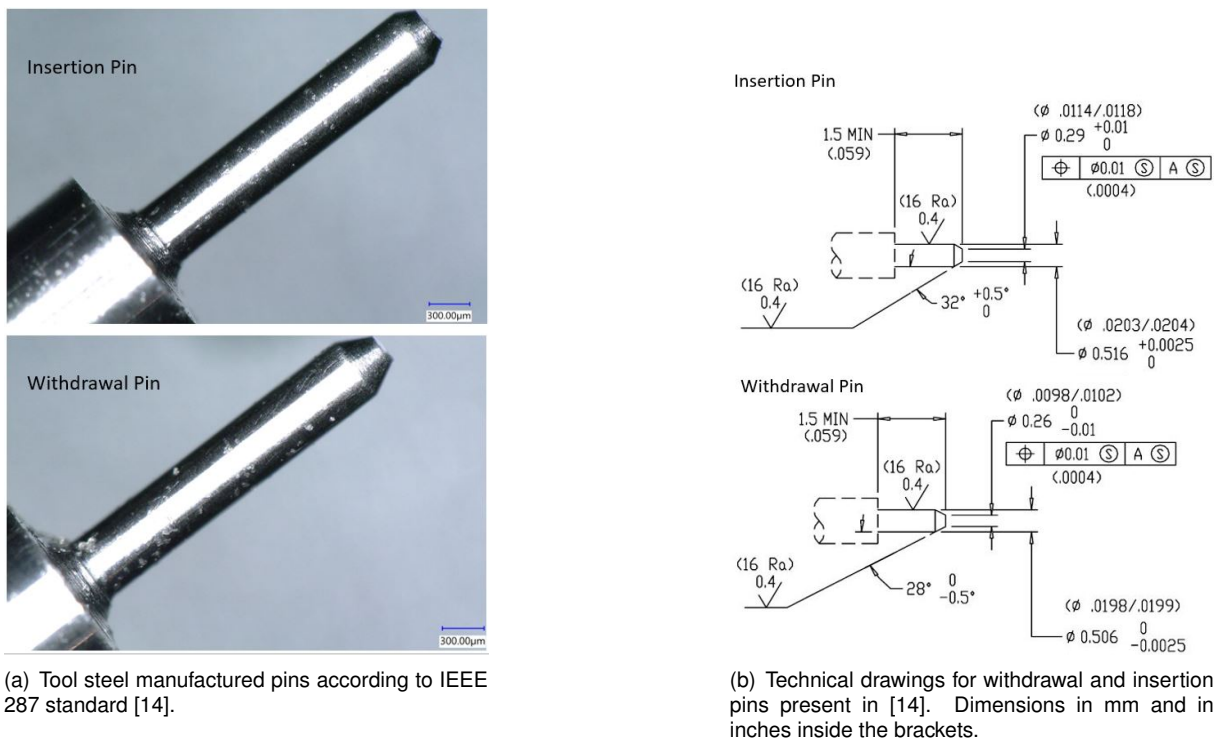 Insertion Pin
300.00µm
Withdrawal Pin
300.00µm
(a) Tool steel manufactured pins according to IEEE
287 standard [14].
Insertion Pin
(Ø .0114/.0118)
1.5 MIN
(.059)
Ø 0.29 +0.01
0
⌖ Ø0.01 Ⓢ A Ⓢ
(.0004)
(16 Ra)
0.4
(16 Ra)
0.4
32° +0.5°
0
(Ø .0203/.0204)
Ø 0.516 +0.0025
0
Withdrawal Pin
(Ø .0098/.0102)
1.5 MIN
(.059)
Ø 0.26 0
-0.01
⌖ Ø0.01 Ⓢ A Ⓢ
(.0004)
(16 Ra)
0.4
(16 Ra)
0.4
28° 0
-0.5°
(Ø .0198/.0199)
Ø 0.506 0
-0.0025
(b) Technical drawings for withdrawal and insertion
pins present in [14]. Dimensions in mm and in
inches inside the brackets.